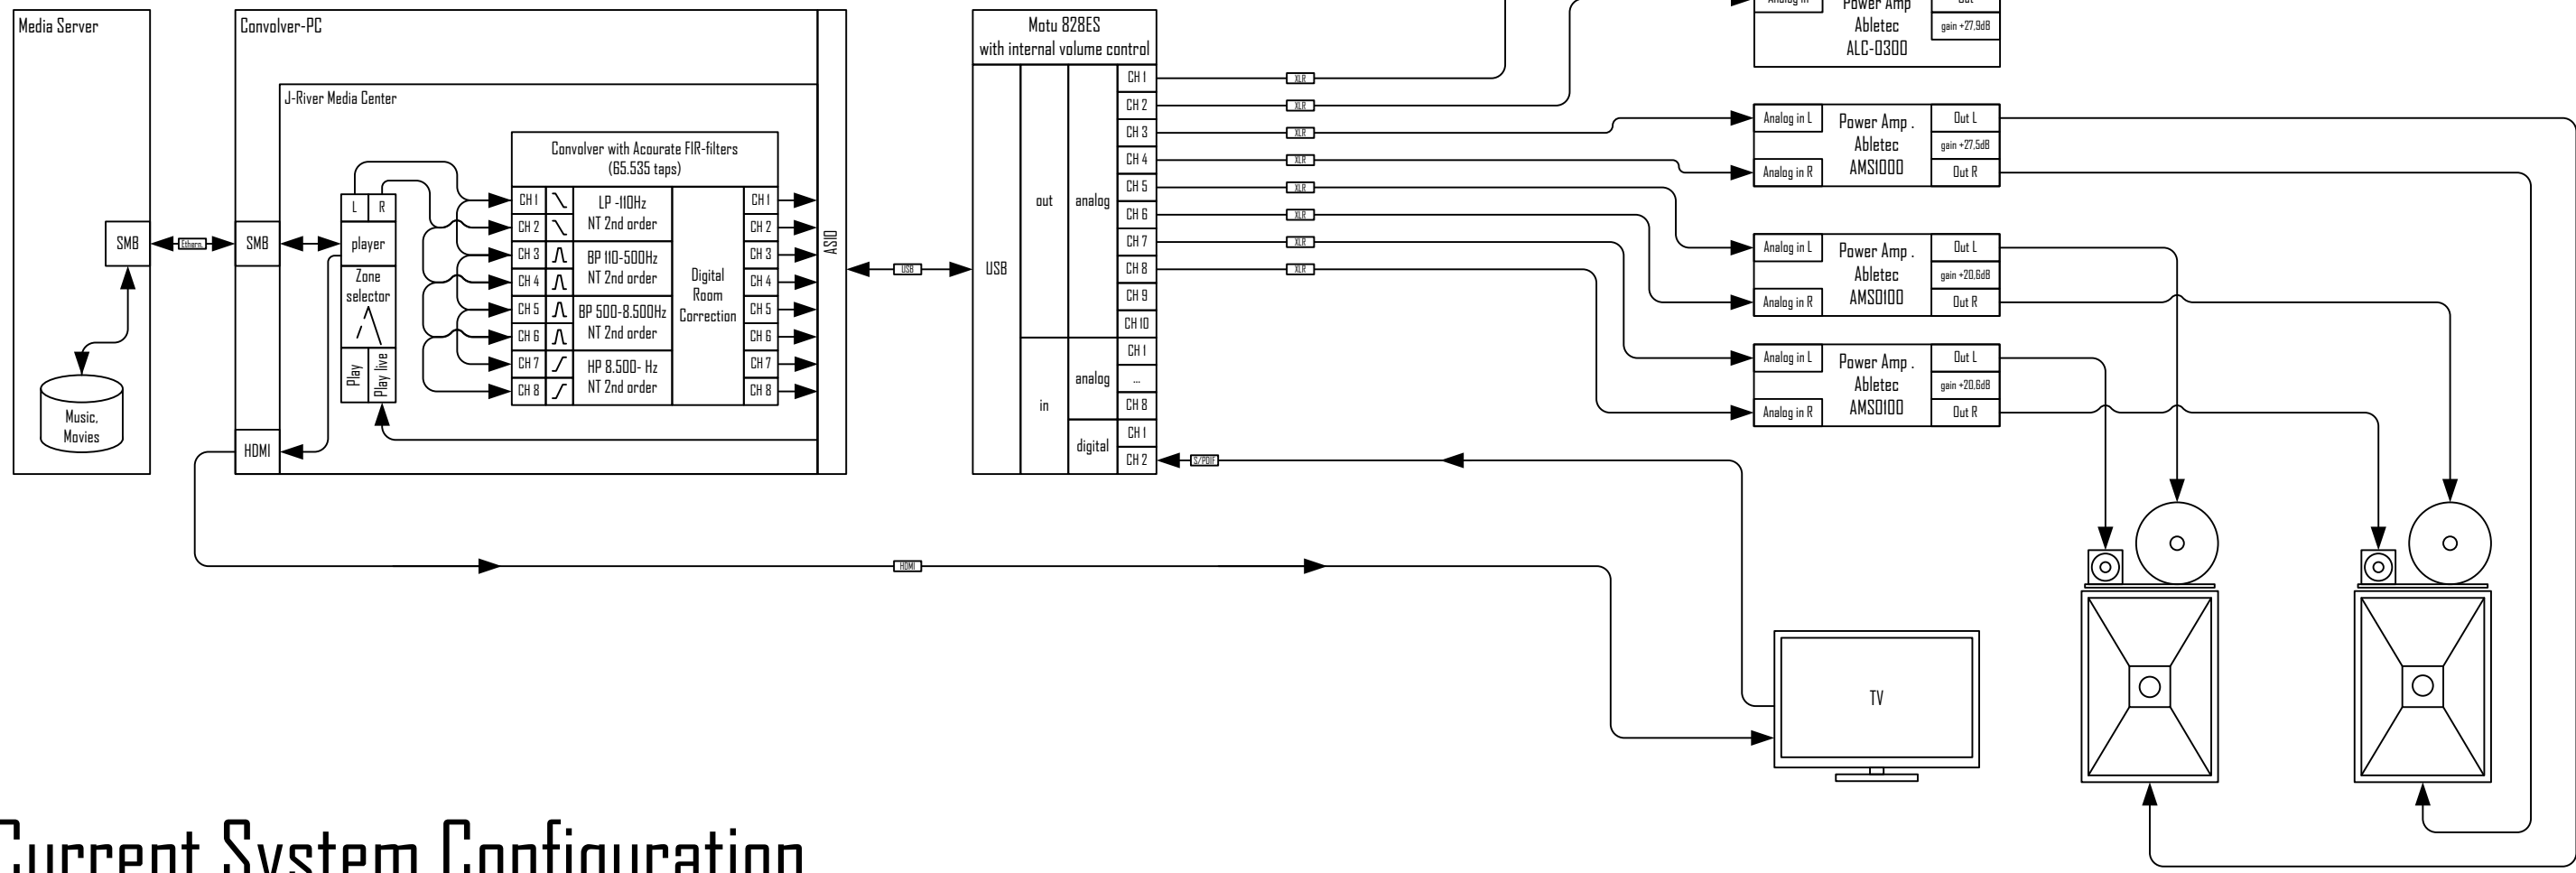 Media Server
SMB
Music,
Movies
Ethern.
Convolver-PC
SMB
HDMI
J-River Media Center
L
R
player
Zone
selector
Play
Play live
Convolver with Acourate FIR-filters
(65.535 taps)
CH 1
CH 2
CH 3
CH 4
CH 5
CH 6
CH 7
CH 8
LP -110Hz
NT 2nd order
BP 110-500Hz
NT 2nd order
BP 500-8.500Hz
NT 2nd order
HP 8.500- Hz
NT 2nd order
Digital
Room
Correction
CH 1
CH 2
CH 3
CH 4
CH 5
CH 6
CH 7
CH 8
ASIO
USB
HDMI
Motu 828ES
with internal volume control
USB
out
analog
CH 1
CH 2
CH 3
CH 4
CH 5
CH 6
CH 7
CH 8
CH 9
CH 10
in
analog
CH 1
...
CH 8
digital
CH 1
CH 2
XLR
XLR
XLR
XLR
XLR
XLR
XLR
XLR
S/PDIF
Analog in
Power Amp
Abletec
ALC-0300
Out
gain +27,9dB
Analog in L
Analog in R
Power Amp .
Abletec
AMS1000
Out L
gain +27,5dB
Out R
Analog in L
Analog in R
Power Amp .
Abletec
AMS0100
Out L
gain +20,6dB
Out R
Analog in L
Analog in R
Power Amp .
Abletec
AMS0100
Out L
gain +20,6dB
Out R
TV
Current System Configuration